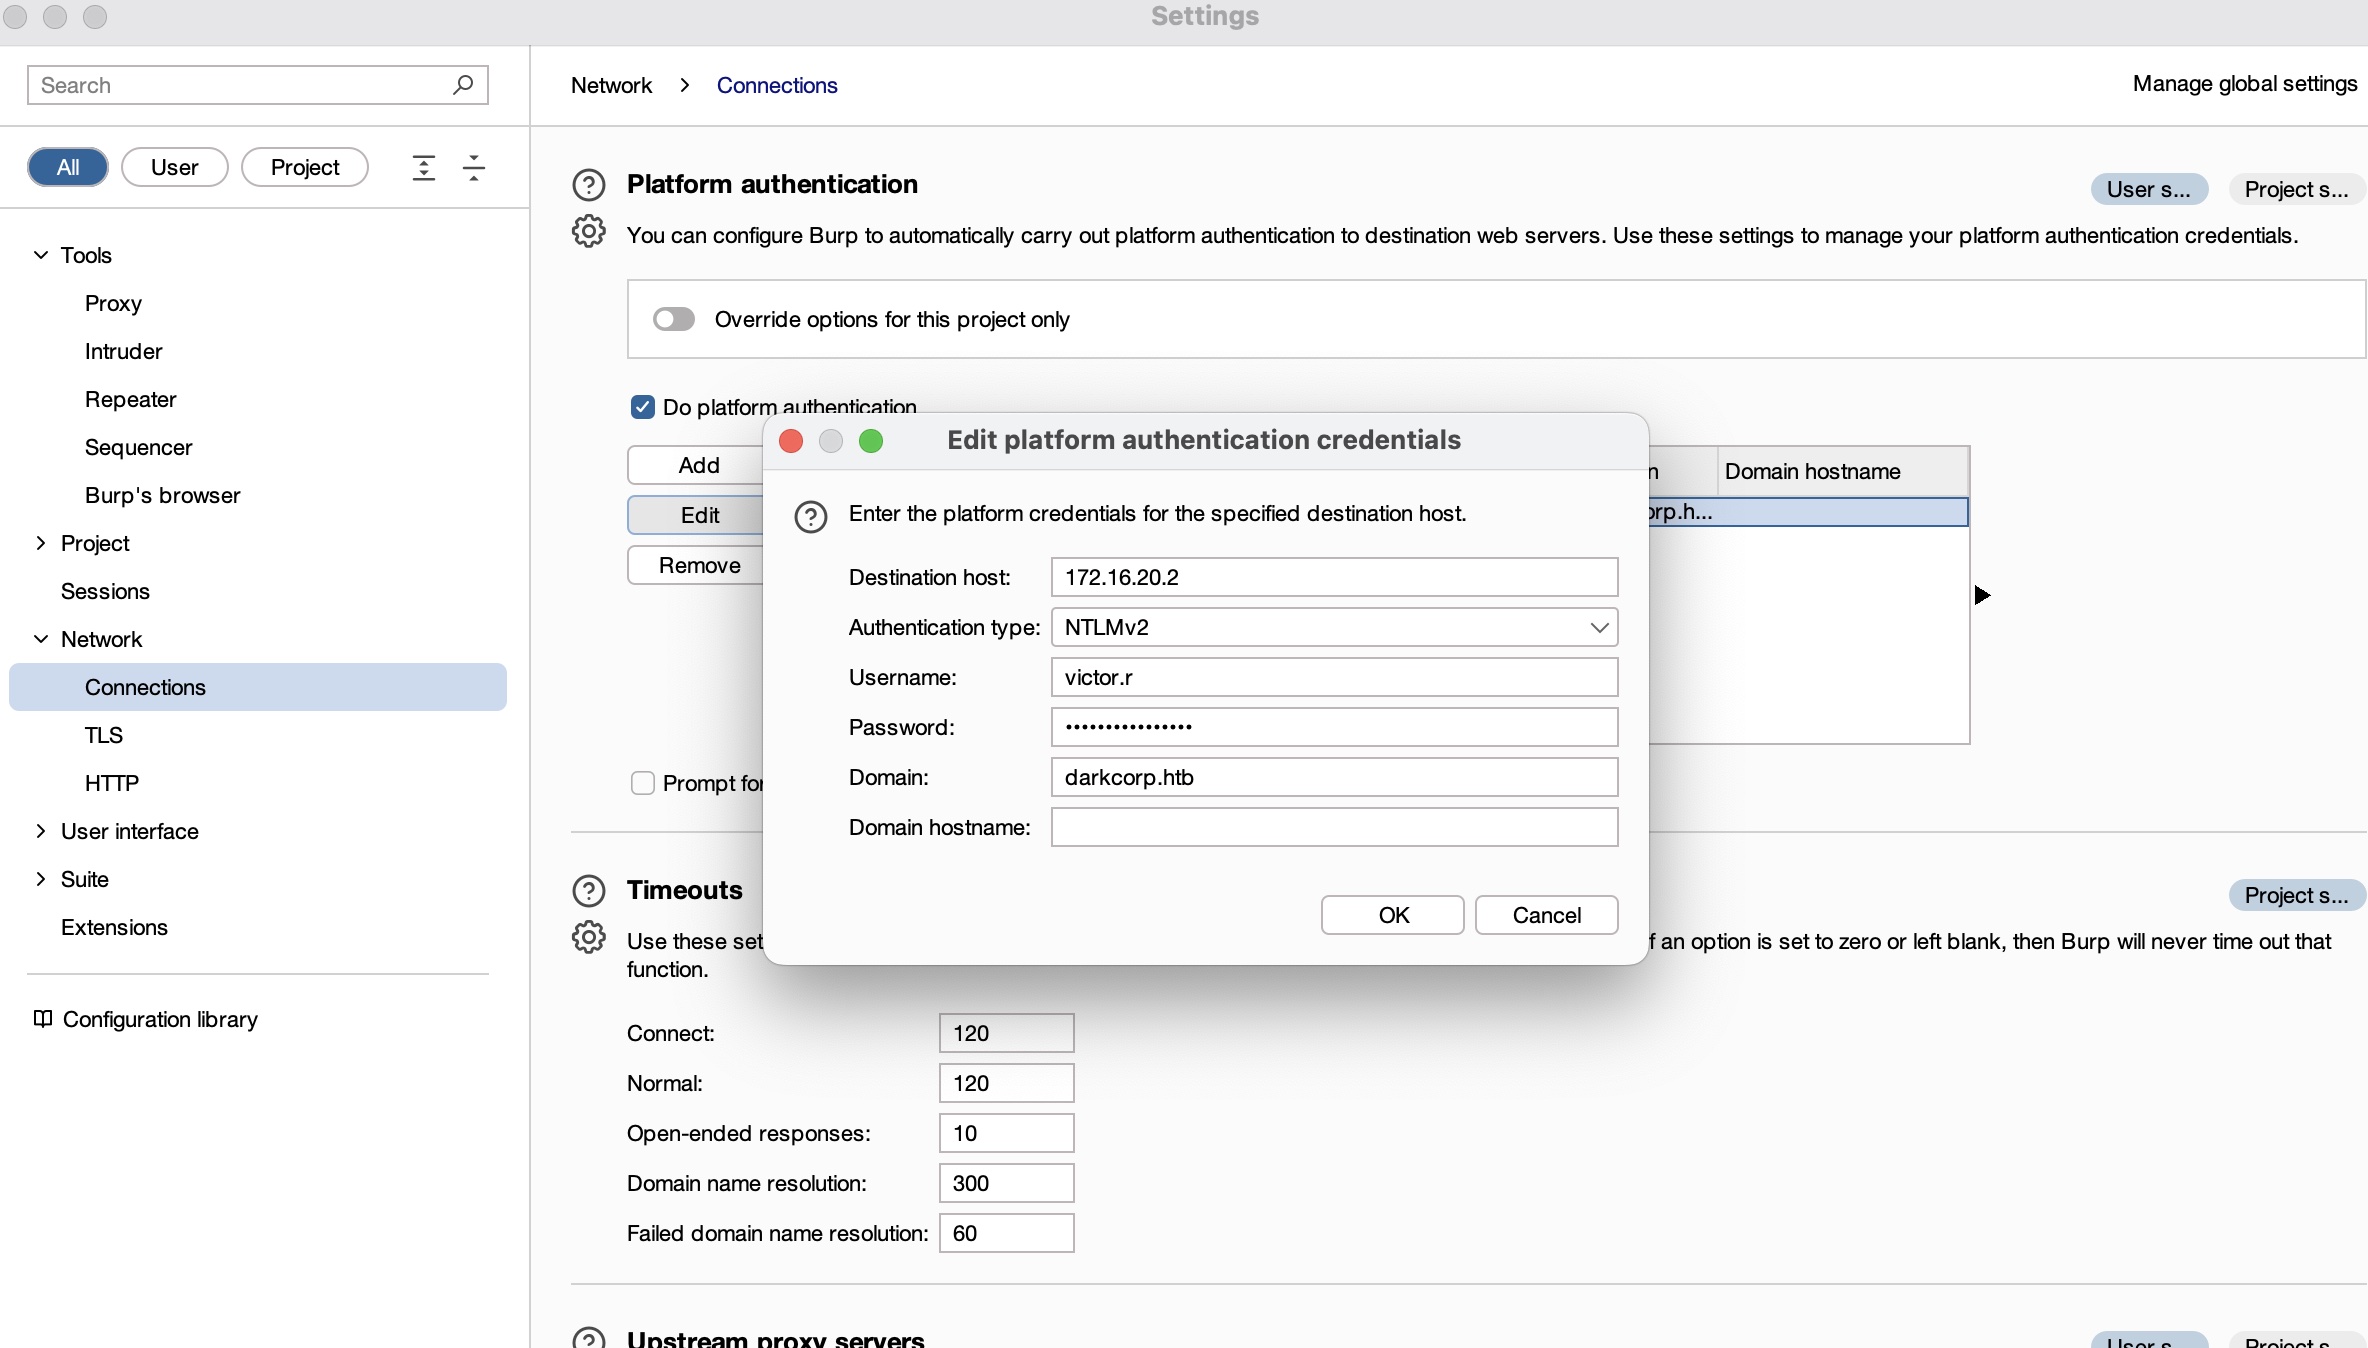 Settings
Search
Network > Connections
Manage global settings
All
User
Project
Platform authentication
User s...
Project s...
You can configure Burp to automatically carry out platform authentication to destination web servers. Use these settings to manage your platform authentication credentials.
Tools
Proxy
Intruder
Repeater
Sequencer
Burp's browser
Project
Sessions
Network
Connections
TLS
HTTP
User interface
Suite
Extensions
Configuration library
Override options for this project only
Do platform authentication
Add
Edit
Remove
n
Domain hostname
orp.h...
Prompt for
Edit platform authentication credentials
Enter the platform credentials for the specified destination host.
Destination host: 172.16.20.2
Authentication type: NTLMv2
Username: victor.r
Password: ••••••••••••••••
Domain: darkcorp.htb
Domain hostname:
OK
Cancel
Timeouts
Project s...
Use these set
f an option is set to zero or left blank, then Burp will never time out that
function.
Connect: 120
Normal: 120
Open-ended responses: 10
Domain name resolution: 300
Failed domain name resolution: 60
Upstream proxy servers
User s...
Project s...